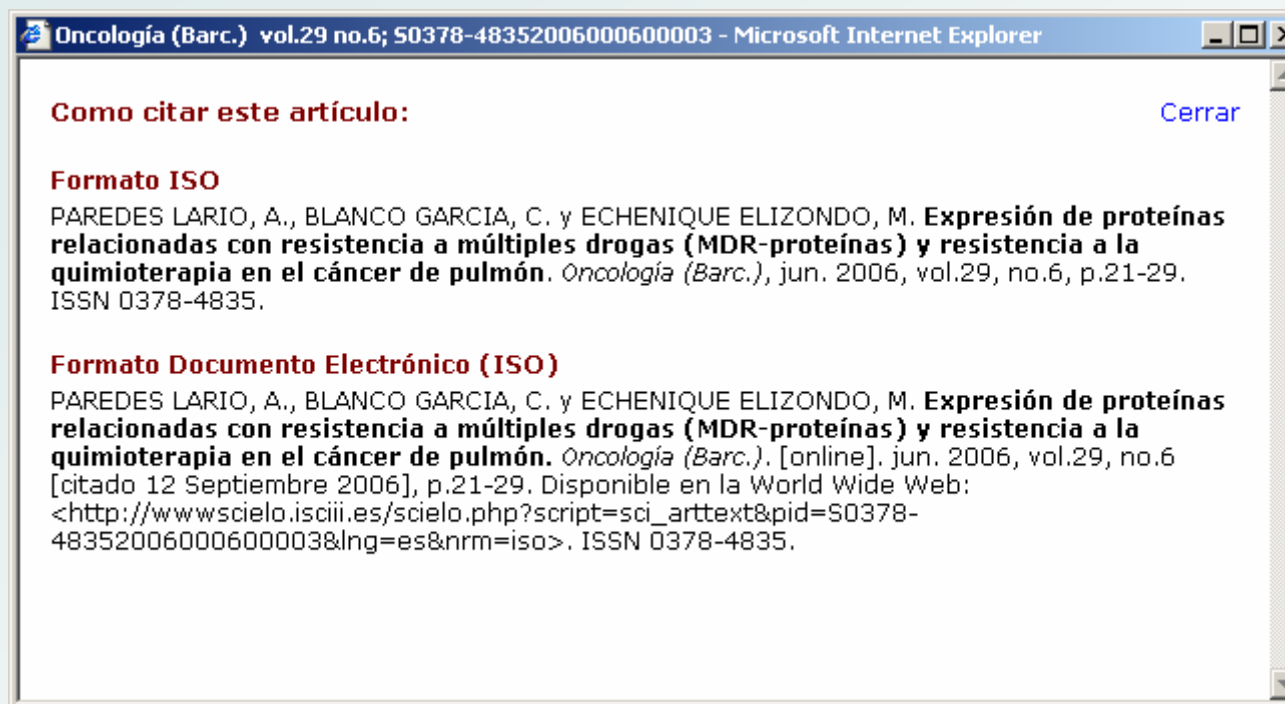 Oncología (Barc.) vol.29 no.6; S0378-48352006000600003 - Microsoft Internet Explorer
Como citar este artículo:
Cerrar
Formato ISO
PAREDES LARIO, A., BLANCO GARCIA, C. y ECHENIQUE ELIZONDO, M. Expresión de proteínas
relacionadas con resistencia a múltiples drogas (MDR-proteínas) y resistencia a la
quimioterapia en el cáncer de pulmón. Oncología (Barc.), jun. 2006, vol.29, no.6, p.21-29.
ISSN 0378-4835.
Formato Documento Electrónico (ISO)
PAREDES LARIO, A., BLANCO GARCIA, C. y ECHENIQUE ELIZONDO, M. Expresión de proteínas
relacionadas con resistencia a múltiples drogas (MDR-proteínas) y resistencia a la
quimioterapia en el cáncer de pulmón. Oncología (Barc.). [online]. jun. 2006, vol.29, no.6
[citado 12 Septiembre 2006], p.21-29. Disponible en la World Wide Web:
<http://wwwscielo.isciii.es/scielo.php?script=sci_arttext&pid=S0378-
48352006000600003&lng=es&nrm=iso>. ISSN 0378-4835.